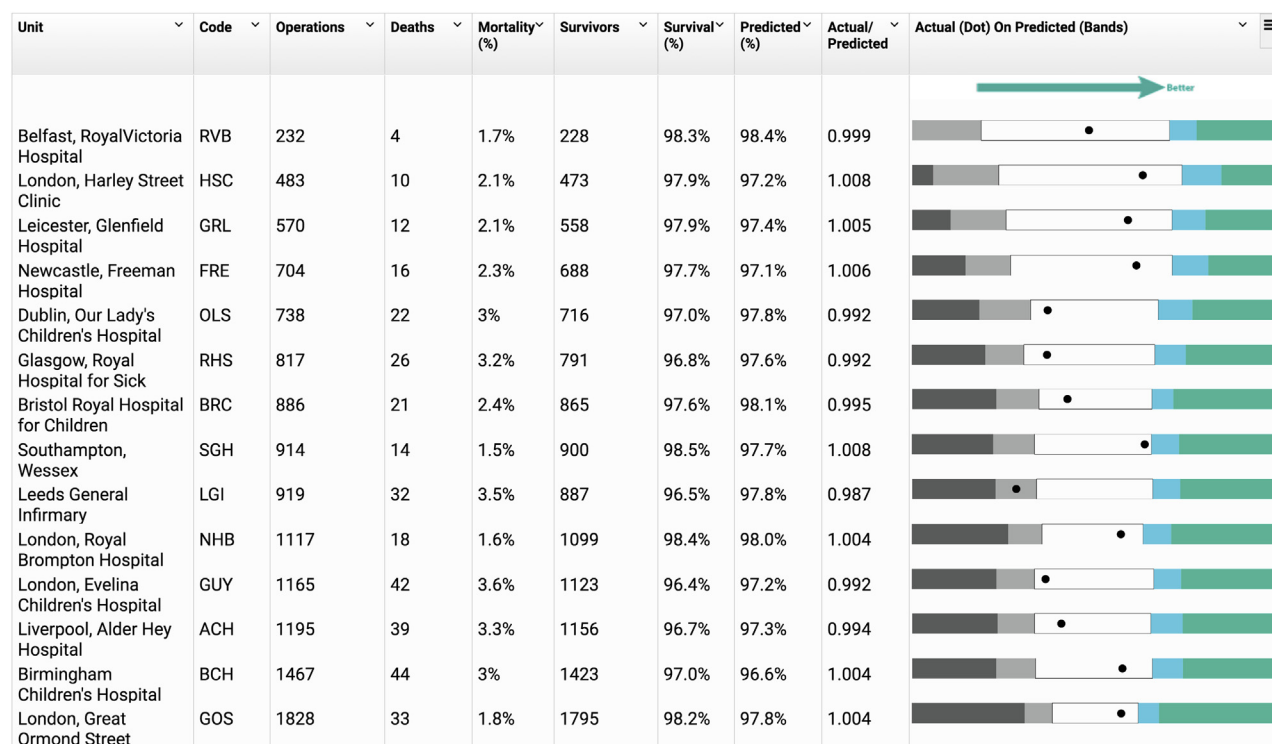 Unit Code Operations Deaths Mortality Survivors Survival Predicted Actual/ Actual (Dot) On Predicted (Bands)
(%) (%) (%) Predicted
Better
Belfast, RoyalVictoria RVB 232 4 1.7% 228 98.3% 98.4% 0.999
Hospital
London, Harley Street HSC 483 10 2.1% 473 97.9% 97.2% 1.008
Clinic
Leicester, Glenfield GRL 570 12 2.1% 558 97.9% 97.4% 1.005
Hospital
Newcastle, Freeman FRE 704 16 2.3% 688 97.7% 97.1% 1.006
Hospital
Dublin, Our Lady's OLS 738 22 3% 716 97.0% 97.8% 0.992
Children's Hospital
Glasgow, Royal RHS 817 26 3.2% 791 96.8% 97.6% 0.992
Hospital for Sick
Bristol Royal Hospital BRC 886 21 2.4% 865 97.6% 98.1% 0.995
for Children
Southampton, SGH 914 14 1.5% 900 98.5% 97.7% 1.008
Wessex
Leeds General LGI 919 32 3.5% 887 96.5% 97.8% 0.987
Infirmary
London, Royal NHB 1117 18 1.6% 1099 98.4% 98.0% 1.004
Brompton Hospital
London, Evelina GUY 1165 42 3.6% 1123 96.4% 97.2% 0.992
Children's Hospital
Liverpool, Alder Hey ACH 1195 39 3.3% 1156 96.7% 97.3% 0.994
Hospital
Birmingham BCH 1467 44 3% 1423 97.0% 96.6% 1.004
Children's Hospital
London, Great GOS 1828 33 1.8% 1795 98.2% 97.8% 1.004
Ormond Street